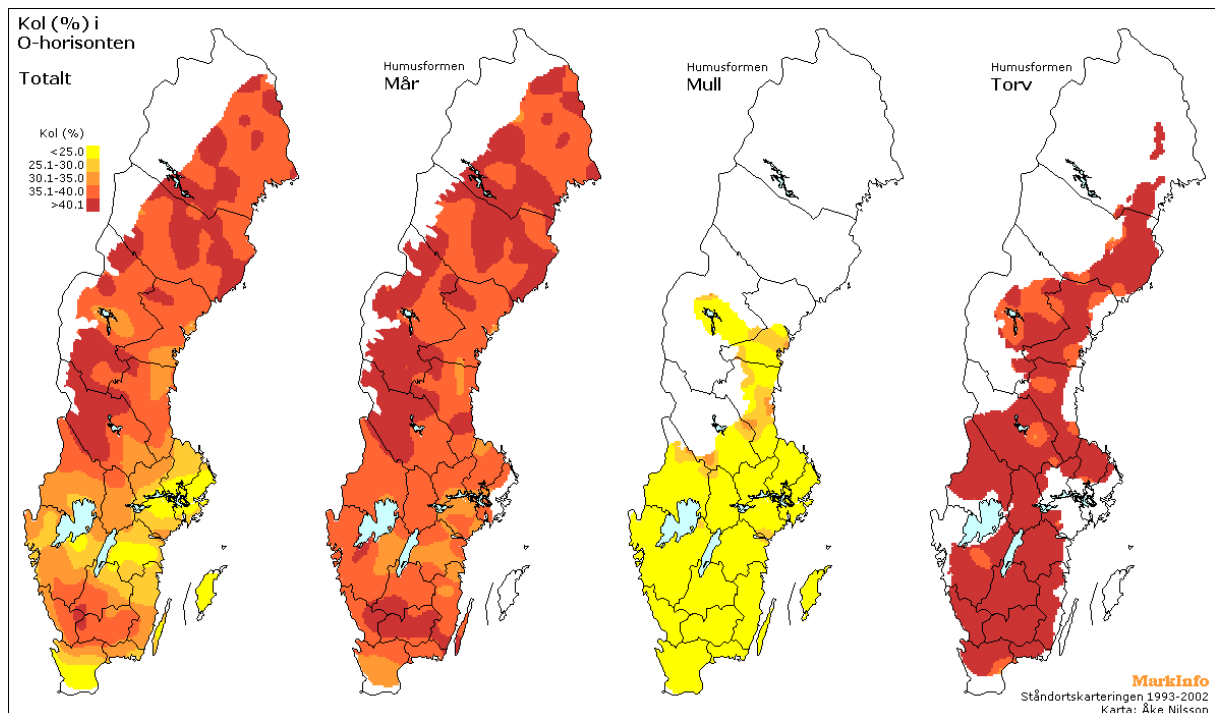 Kol (%) i
O-horisonten
Totalt
Kol (%)
<25.0
25.1-30.0
30.1-35.0
35.1-40.0
>40.1
Humusformen
Mår
Humusformen
Mull
Humusformen
Torv
MarkInfo
Ståndortskarteringen 1993-2002
Karta: Åke Nilsson